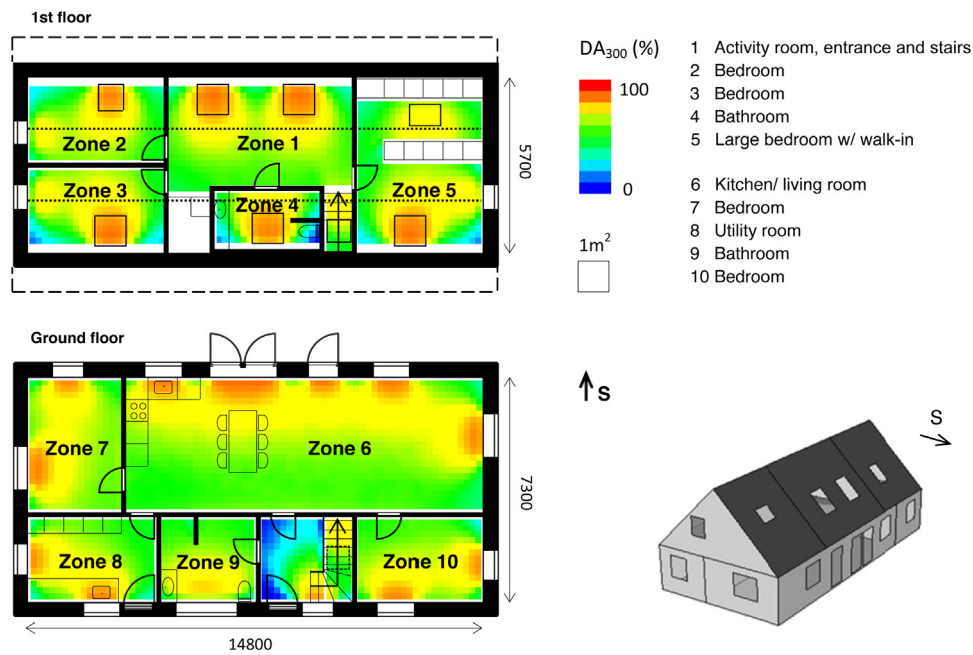 1st floor
Zone 2
Zone 1
Zone 3
Zone 4
Zone 5
5700
DA300 (%)
100
0
1m2
1 Activity room, entrance and stairs
2 Bedroom
3 Bedroom
4 Bathroom
5 Large bedroom w/ walk-in
6 Kitchen/ living room
7 Bedroom
8 Utility room
9 Bathroom
10 Bedroom
Ground floor
Zone 7
Zone 6
Zone 8
Zone 9
Zone 10
7300
14800
S
S